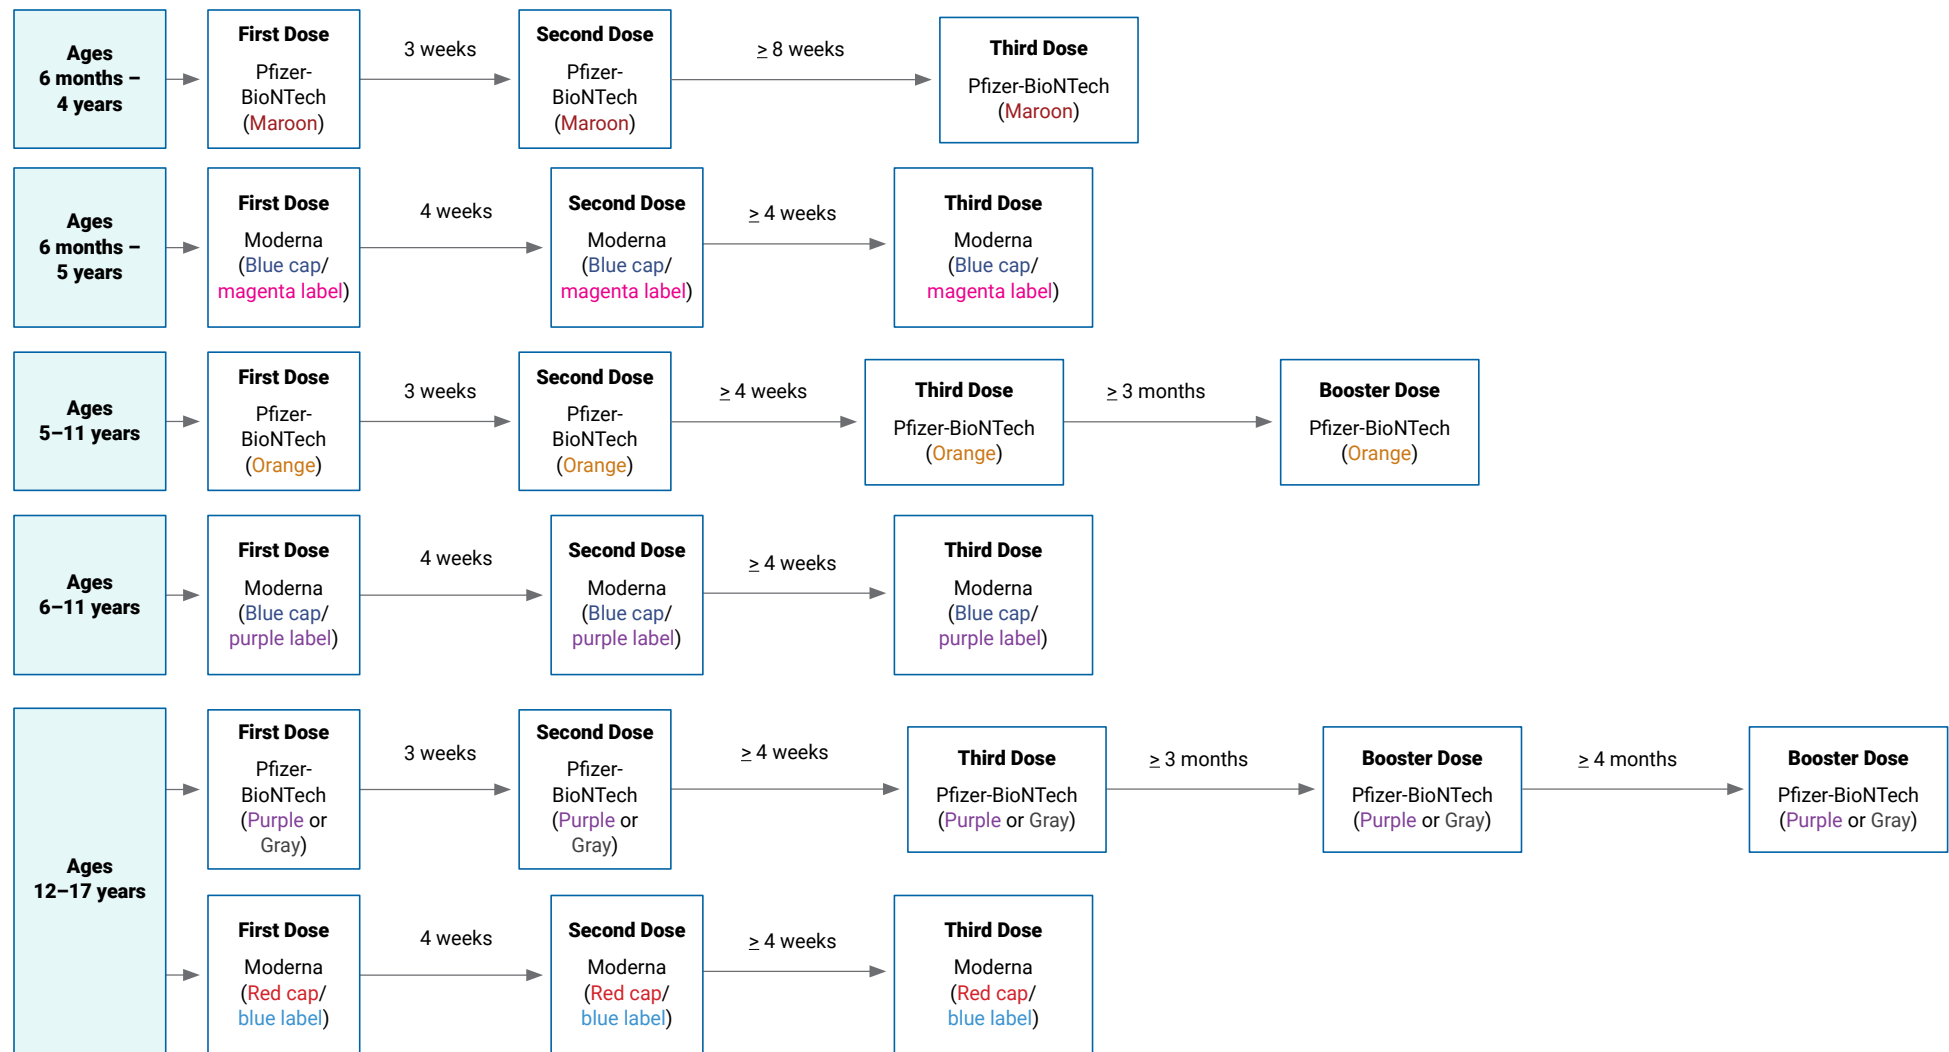 Ages
6 months –
4 years
First Dose
Pfizer-
BioNTech
(Maroon)
3 weeks
Second Dose
Pfizer-
BioNTech
(Maroon)
≥ 8 weeks
Third Dose
Pfizer-BioNTech
(Maroon)
Ages
6 months –
5 years
First Dose
Moderna
(Blue cap/
magenta label)
4 weeks
Second Dose
Moderna
(Blue cap/
magenta label)
≥ 4 weeks
Third Dose
Moderna
(Blue cap/
magenta label)
Ages
5–11 years
First Dose
Pfizer-
BioNTech
(Orange)
3 weeks
Second Dose
Pfizer-
BioNTech
(Orange)
≥ 4 weeks
Third Dose
Pfizer-BioNTech
(Orange)
≥ 3 months
Booster Dose
Pfizer-BioNTech
(Orange)
Ages
6–11 years
First Dose
Moderna
(Blue cap/
purple label)
4 weeks
Second Dose
Moderna
(Blue cap/
purple label)
≥ 4 weeks
Third Dose
Moderna
(Blue cap/
purple label)
Ages
12–17 years
First Dose
Pfizer-
BioNTech
(Purple or
Gray)
3 weeks
Second Dose
Pfizer-
BioNTech
(Purple or
Gray)
≥ 4 weeks
Third Dose
Pfizer-BioNTech
(Purple or Gray)
≥ 3 months
Booster Dose
Pfizer-BioNTech
(Purple or Gray)
≥ 4 months
Booster Dose
Pfizer-BioNTech
(Purple or Gray)
First Dose
Moderna
(Red cap/
blue label)
4 weeks
Second Dose
Moderna
(Red cap/
blue label)
≥ 4 weeks
Third Dose
Moderna
(Red cap/
blue label)